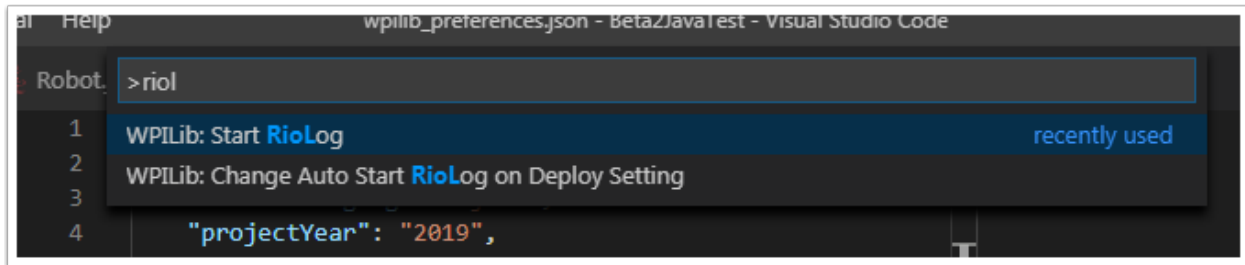 Help
wpilib_preferences.json - Beta2JavaTest - Visual Studio Code
Robot.
>riol
1
WPILib: Start RioLog
recently used
2
WPILib: Change Auto Start RioLog on Deploy Setting
3
4 "projectYear": "2019",